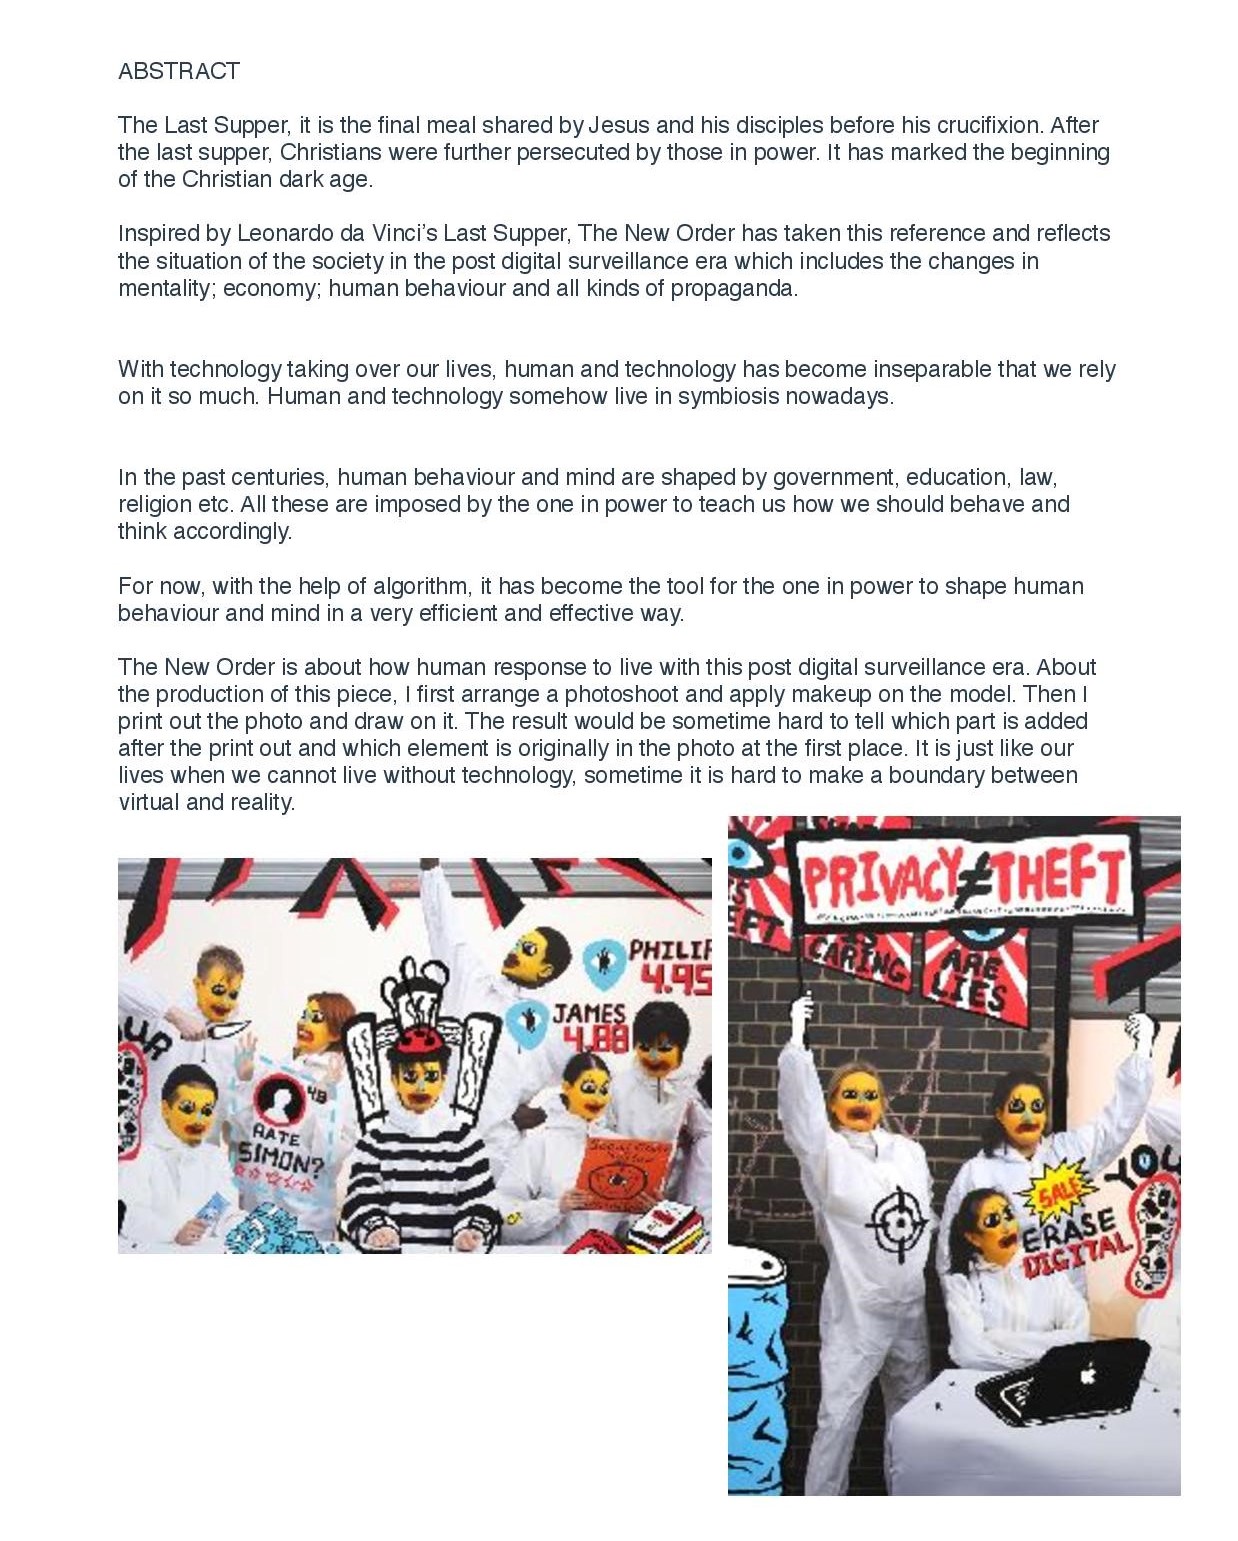 ABSTRACT
The Last Supper, it is the final meal shared by Jesus and his disciples before his crucifixion. After
the last supper, Christians were further persecuted by those in power. It has marked the beginning
of the Christian dark age.
Inspired by Leonardo da Vinci’s Last Supper, The New Order has taken this reference and reflects
the situation of the society in the post digital surveillance era which includes the changes in
mentality; economy; human behaviour and all kinds of propaganda.
With technology taking over our lives, human and technology has become inseparable that we rely
on it so much. Human and technology somehow live in symbiosis nowadays.
In the past centuries, human behaviour and mind are shaped by government, education, law,
religion etc. All these are imposed by the one in power to teach us how we should behave and
think accordingly.
For now, with the help of algorithm, it has become the tool for the one in power to shape human
behaviour and mind in a very efficient and effective way.
The New Order is about how human response to live with this post digital surveillance era. About
the production of this piece, I first arrange a photoshoot and apply makeup on the model. Then I
print out the photo and draw on it. The result would be sometime hard to tell which part is added
after the print out and which element is originally in the photo at the first place. It is just like our
lives when we cannot live without technology, sometime it is hard to make a boundary between
virtual and reality.
PHILIP
4.95
JAMES
4.88
UR
48
RATE
SIMON?
PRIVACY≠THEFT
IS
EFT
IS
CARING
ARE
LIES
YOU
SALE
ERASE
DIGITAL